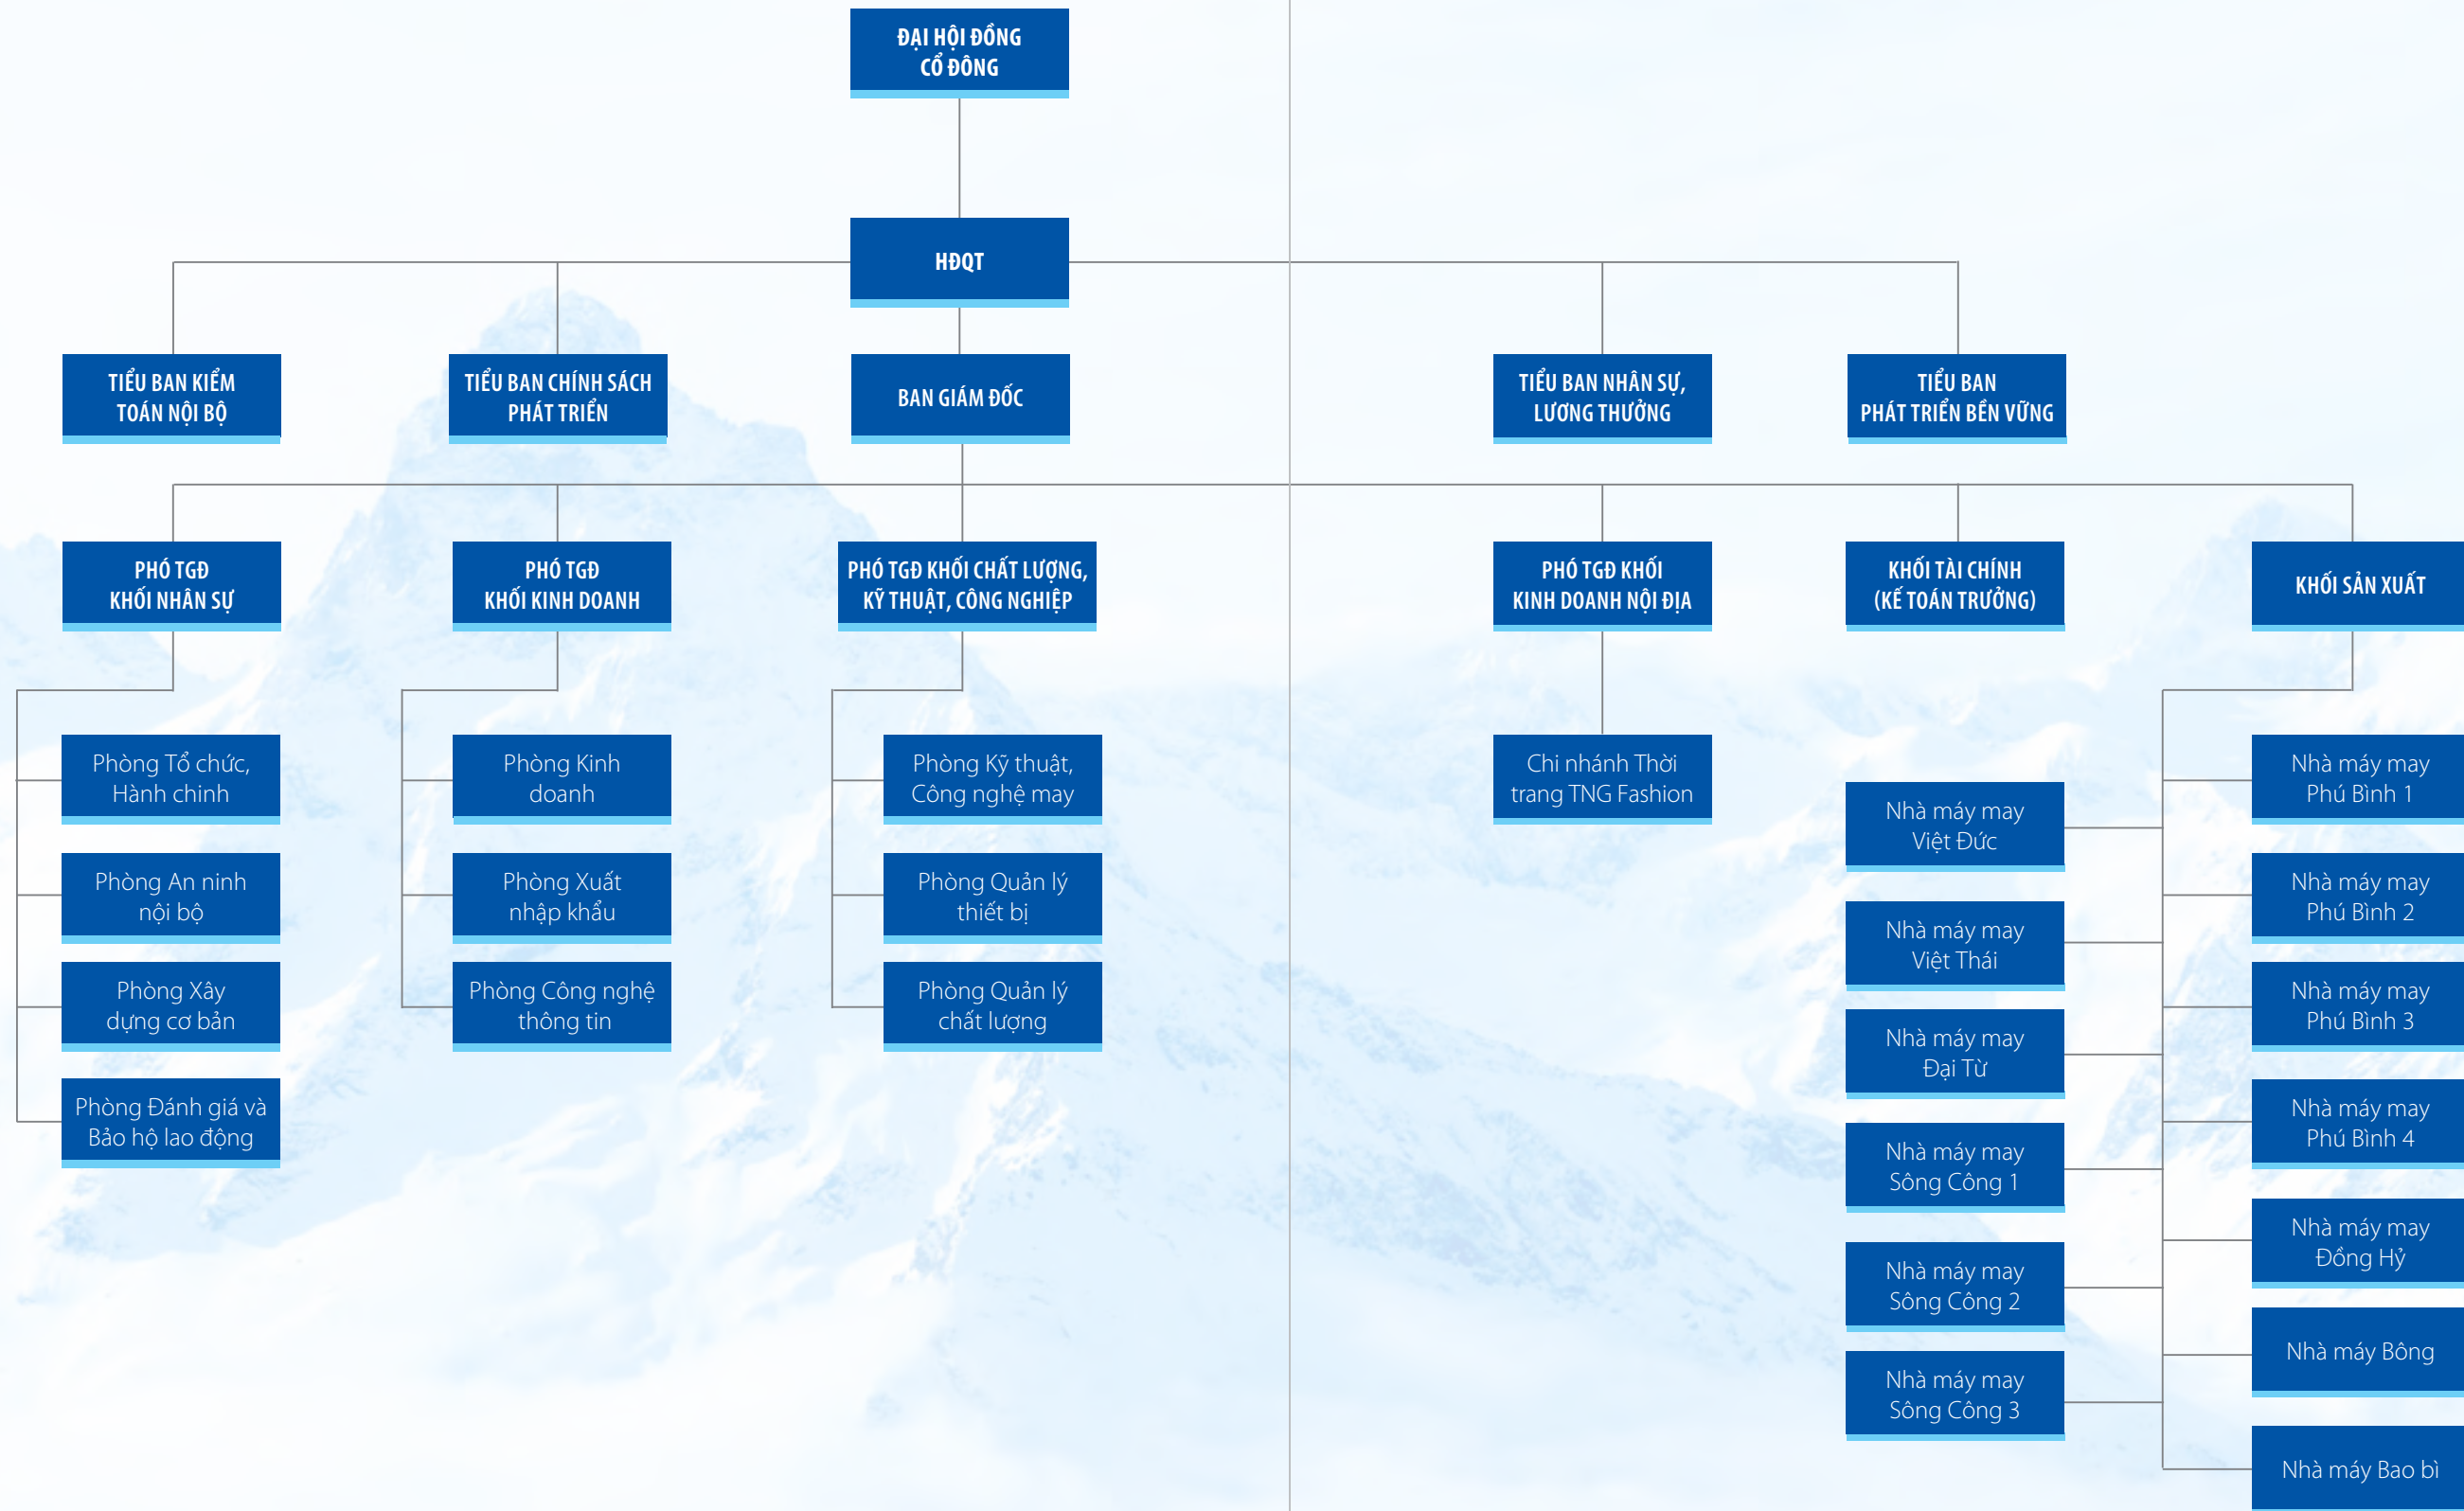 ĐẠI HỘI ĐỒNG
CỔ ĐÔNG
HĐQT
TIỂU BAN KIỂM
TOÁN NỘI BỘ
TIỂU BAN CHÍNH SÁCH
PHÁT TRIỂN
BAN GIÁM ĐỐC
TIỂU BAN NHÂN SỰ,
LƯƠNG THƯỞNG
TIỂU BAN
PHÁT TRIỂN BỀN VỮNG
PHÓ TGĐ
KHỐI NHÂN SỰ
PHÓ TGĐ
KHỐI KINH DOANH
PHÓ TGĐ KHỐI CHẤT LƯỢNG,
KỸ THUẬT, CÔNG NGHIỆP
PHÓ TGĐ KHỐI
KINH DOANH NỘI ĐỊA
KHỐI TÀI CHÍNH
(KẾ TOÁN TRƯỞNG)
KHỐI SẢN XUẤT
Phòng Tổ chức,
Hành chinh
Phòng An ninh
nội bộ
Phòng Xây
dựng cơ bản
Phòng Đánh giá và
Bảo hộ lao động
Phòng Kinh
doanh
Phòng Xuất
nhập khẩu
Phòng Công nghệ
thông tin
Phòng Kỹ thuật,
Công nghệ may
Phòng Quản lý
thiết bị
Phòng Quản lý
chất lượng
Chi nhánh Thời
trang TNG Fashion
Nhà máy may
Việt Đức
Nhà máy may
Việt Thái
Nhà máy may
Đại Từ
Nhà máy may
Sông Công 1
Nhà máy may
Sông Công 2
Nhà máy may
Sông Công 3
Nhà máy may
Phú Bình 1
Nhà máy may
Phú Bình 2
Nhà máy may
Phú Bình 3
Nhà máy may
Phú Bình 4
Nhà máy may
Đồng Hỷ
Nhà máy Bông
Nhà máy Bao bì